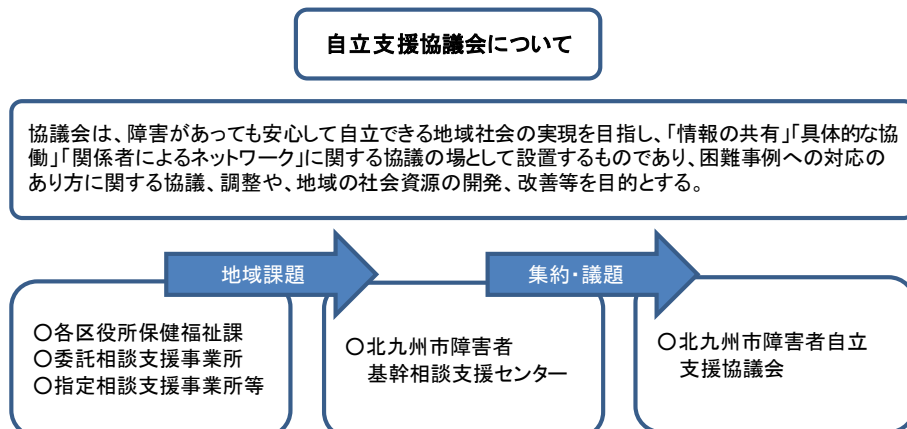 自立支援協議会について
協議会は、障害があっても安心して自立できる地域社会の実現を目指し、「情報の共有」「具体的な協
働」「関係者によるネットワーク」に関する協議の場として設置するものであり、困難事例への対応の
あり方に関する協議、調整や、地域の社会資源の開発、改善等を目的とする。
地域課題
集約・議題
〇各区役所保健福祉課
〇委託相談支援事業所
〇指定相談支援事業所等
〇北九州市障害者
基幹相談支援センター
〇北九州市障害者自立
支援協議会